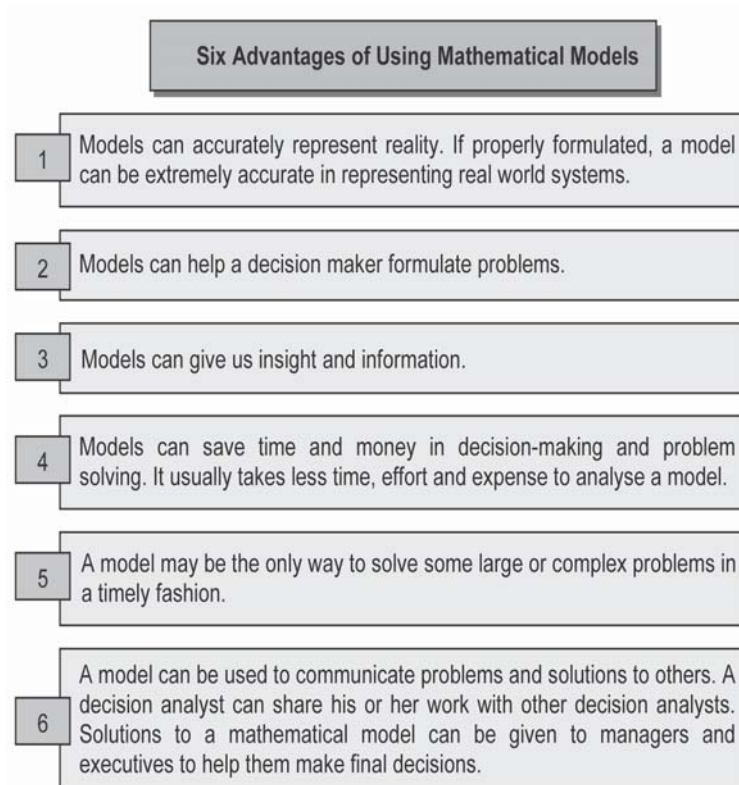 Six Advantages of Using Mathematical Models
1
Models can accurately represent reality. If properly formulated, a model
can be extremely accurate in representing real world systems.
2
Models can help a decision maker formulate problems.
3
Models can give us insight and information.
4
Models can save time and money in decision-making and problem
solving. It usually takes less time, effort and expense to analyse a model.
5
A model may be the only way to solve some large or complex problems in
a timely fashion.
6
A model can be used to communicate problems and solutions to others. A
decision analyst can share his or her work with other decision analysts.
Solutions to a mathematical model can be given to managers and
executives to help them make final decisions.